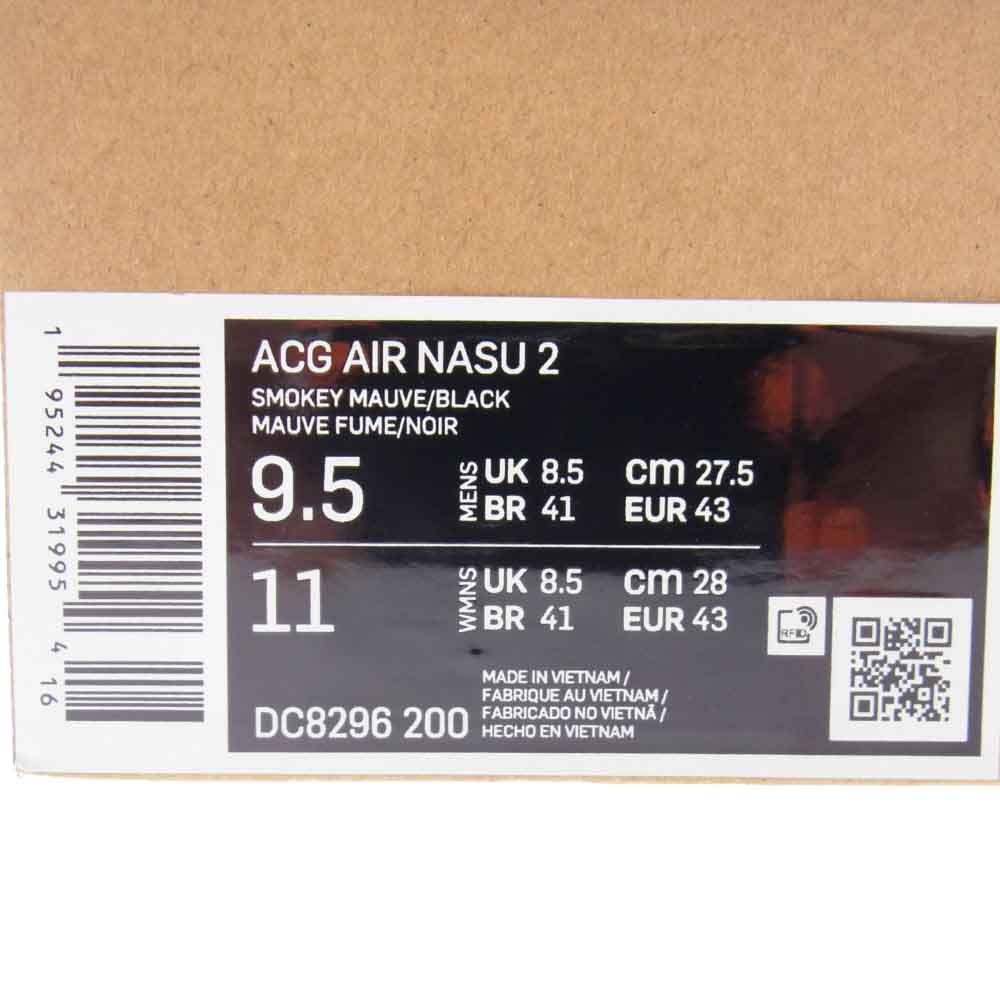 1 95244 31995 4 16
ACG AIR NASU 2
SMOKEY MAUVE/BLACK
MAUVE FUME/NOIR
9.5 MENS UK 8.5 cm 27.5
BR 41 EUR 43
11 WMNS UK 8.5 cm 28
BR 41 EUR 43
RFID
DC8296 200
MADE IN VIETNAM /
FABRIQUE AU VIETNAM /
FABRICADO NO VIETNÃ /
HECHO EN VIETNAM